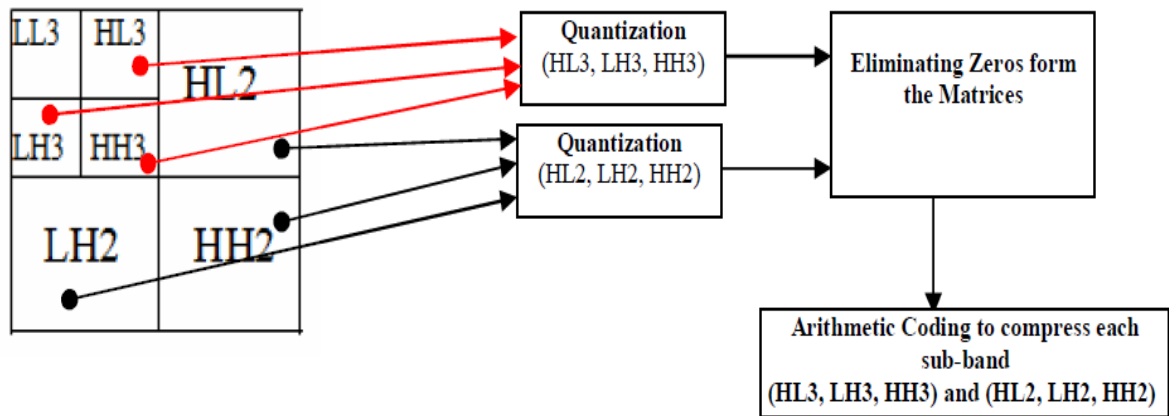 LL3
HL3
HL2
LH3
HH3
LH2
HH2
Quantization
(HL3, LH3, HH3)
Quantization
(HL2, LH2, HH2)
Eliminating Zeros form
the Matrices
Arithmetic Coding to compress each
sub-band
(HL3, LH3, HH3) and (HL2, LH2, HH2)